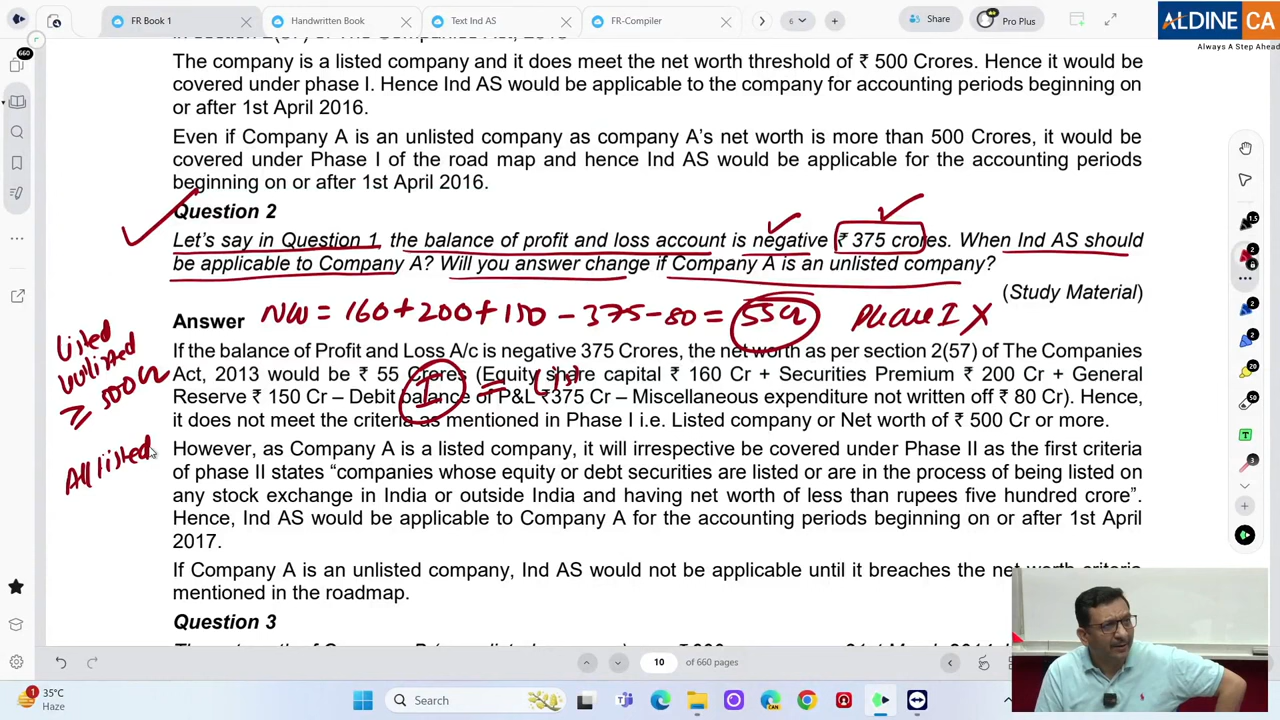 FR Book 1
Handwritten Book
Text Ind AS
FR-Compiler
6
Share
Pro Plus
ALDINE CA
Always A Step Ahead
660
The company is a listed company and it does meet the net worth threshold of ₹ 500 Crores. Hence it would be
covered under phase I. Hence Ind AS would be applicable to the company for accounting periods beginning on
or after 1st April 2016.
Even if Company A is an unlisted company as company A's net worth is more than 500 Crores, it would be
covered under Phase I of the road map and hence Ind AS would be applicable for the accounting periods
beginning on or after 1st April 2016.
Question 2
Let's say in Question 1, the balance of profit and loss account is negative ₹ 375 crores. When Ind AS should
be applicable to Company A? Will you answer change if Company A is an unlisted company?
(Study Material)
Answer
NW = 160+200+150 - 375-80 = 55Cr Phase I X
If the balance of Profit and Loss A/c is negative 375 Crores, the net worth as per section 2(57) of The Companies
Act, 2013 would be ₹ 55 Crores (Equity share capital ₹ 160 Cr + Securities Premium ₹ 200 Cr + General
Reserve ₹ 150 Cr – Debit balance of P&L ₹375 Cr – Miscellaneous expenditure not written off ₹ 80 Cr). Hence,
it does not meet the criteria as mentioned in Phase I i.e. Listed company or Net worth of ₹ 500 Cr or more.
However, as Company A is a listed company, it will irrespective be covered under Phase II as the first criteria
of phase II states "companies whose equity or debt securities are listed or are in the process of being listed on
any stock exchange in India or outside India and having net worth of less than rupees five hundred crore".
Hence, Ind AS would be applicable to Company A for the accounting periods beginning on or after 1st April
2017.
If Company A is an unlisted company, Ind AS would not be applicable until it breaches the net worth criteria
mentioned in the roadmap.
Question 3
Listed
≥ 500 Cr
All listed
I =
10 of 660 pages
1.5
2
2
2
20
50
3
1
35°C
Haze
Search